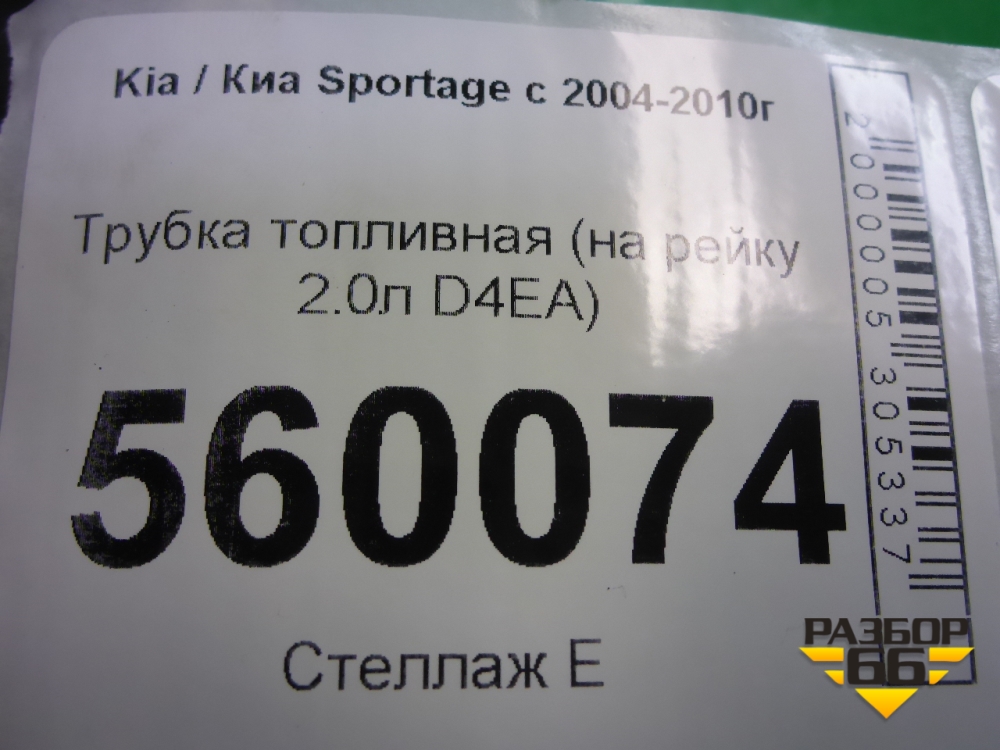 Kia / Киа Sportage с 2004-2010г
Трубка топливная (на рейку
2.0л D4EA)
560074
Стеллаж Е
2000005305337
РАЗБОР
66